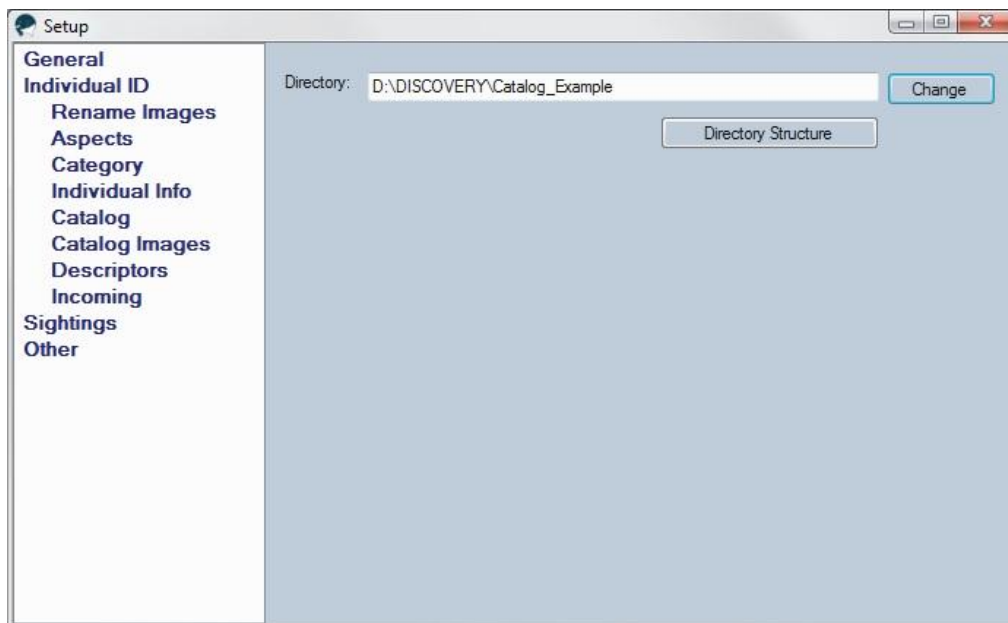 Setup
General
Individual ID
Rename Images
Aspects
Category
Individual Info
Catalog
Catalog Images
Descriptors
Incoming
Sightings
Other
Directory: D:\DISCOVERY\Catalog_Example Change
Directory Structure